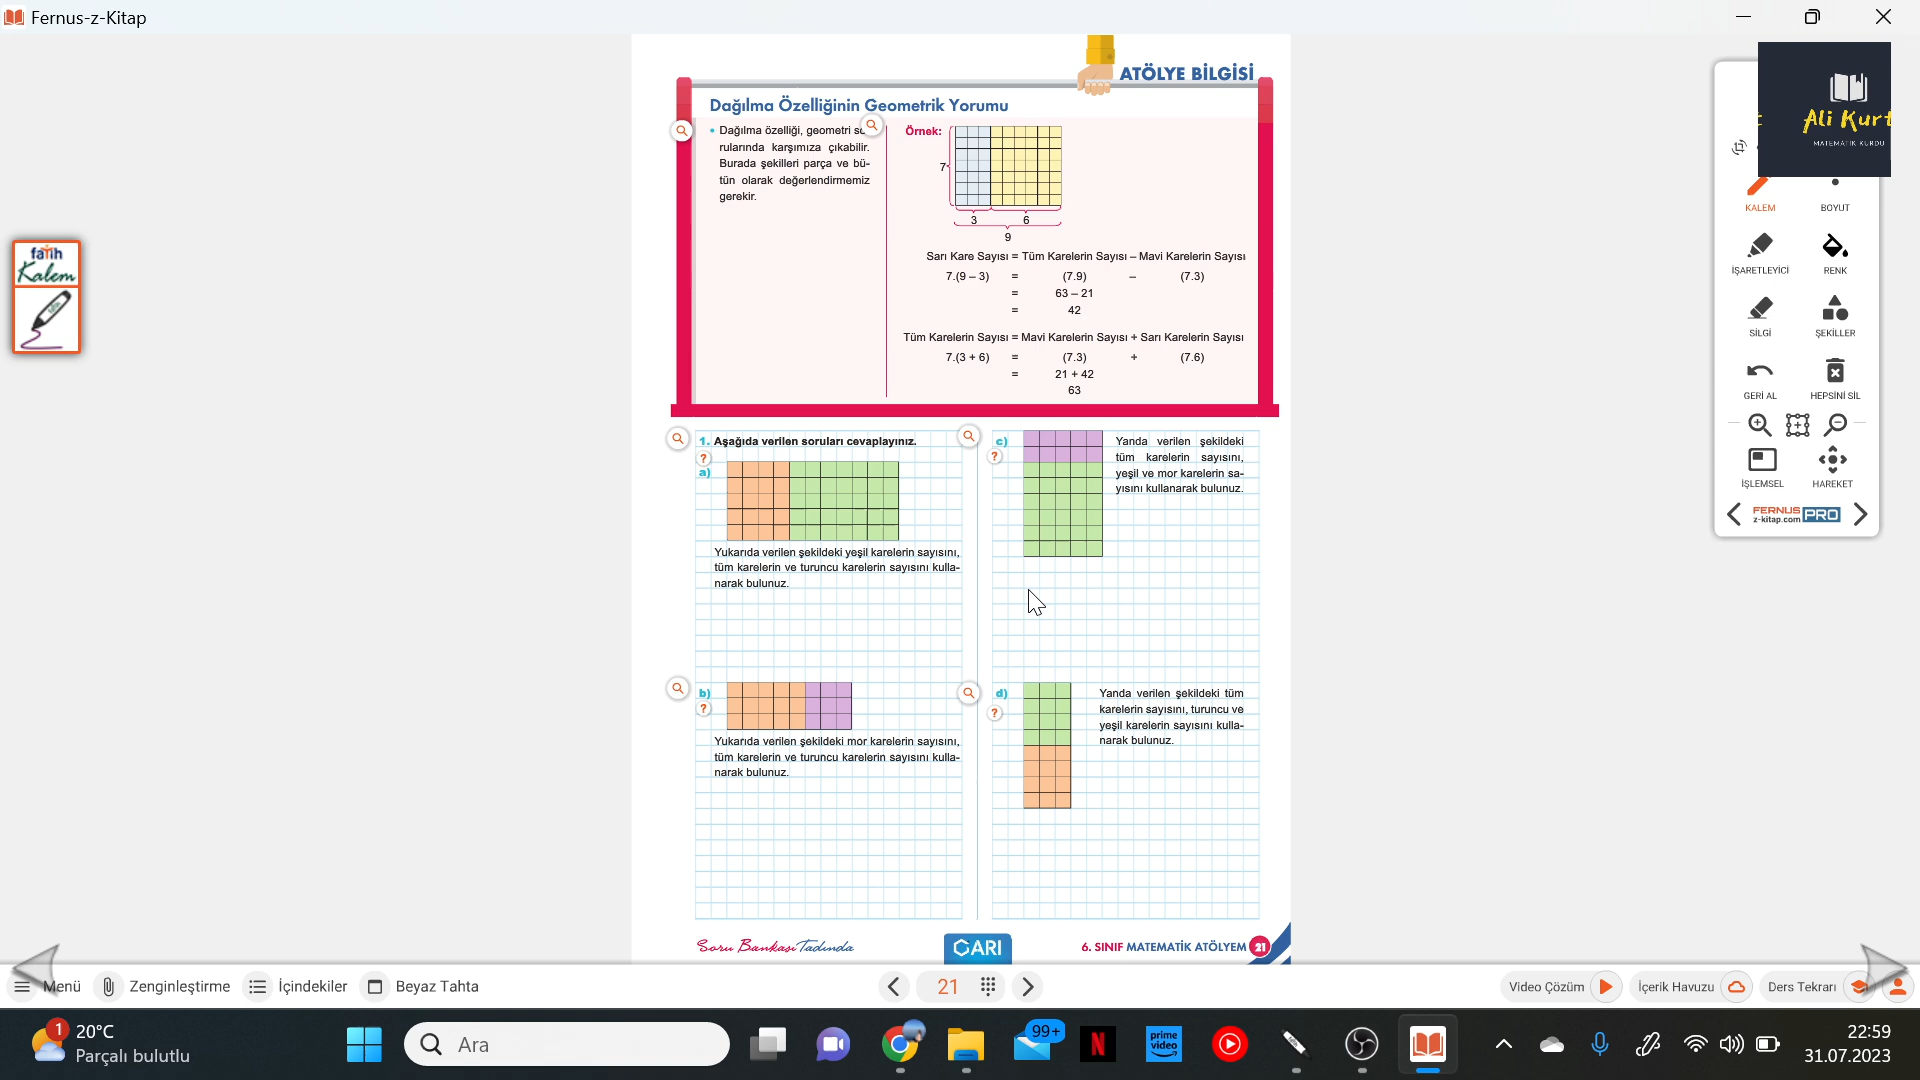 Fernus-z-Kitap
ATÖLYE BİLGİSİ
Dağılma Özelliğinin Geometrik Yorumu
• Dağılma özelliği, geometri so-
rularında karşımıza çıkabilir.
Burada şekilleri parça ve bü-
tün olarak değerlendirmemiz
gerekir.
Örnek:
7
3 6
9
Sarı Kare Sayısı = Tüm Karelerin Sayısı – Mavi Karelerin Sayısı
7.(9 – 3) = (7.9) – (7.3)
= 63 – 21
= 42
Tüm Karelerin Sayısı = Mavi Karelerin Sayısı + Sarı Karelerin Sayısı
7.(3 + 6) = (7.3) + (7.6)
= 21 + 42
63
1. Aşağıda verilen soruları cevaplayınız.
?
a)
Yukarıda verilen şekildeki yeşil karelerin sayısını,
tüm karelerin ve turuncu karelerin sayısını kulla-
narak bulunuz.
b)
?
Yukarıda verilen şekildeki mor karelerin sayısını,
tüm karelerin ve turuncu karelerin sayısını kulla-
narak bulunuz.
c)
?
Yanda verilen şekildeki
tüm karelerin sayısını,
yeşil ve mor karelerin sa-
yısını kullanarak bulunuz.
d)
?
Yanda verilen şekildeki tüm
karelerin sayısını, turuncu ve
yeşil karelerin sayısını kulla-
narak bulunuz.
Soru Bankası Tadında
ÇARI
6. SINIF MATEMATİK ATÖLYEM 21
fatih
Kalem
Ali Kurt
MATEMATİK KURDU
KALEM BOYUT
İŞARETLEYİCİ RENK
SİLGİ ŞEKİLLER
GERİ AL HEPSİNİ SİL
İŞLEMSEL HAREKET
FERNUS
z-kitap.com PRO
Menü Zenginleştirme İçindekiler Beyaz Tahta 21 Video Çözüm İçerik Havuzu Ders Tekrarı
1 20°C
Parçalı bulutlu
Ara
99+
N
prime
video
22:59
31.07.2023